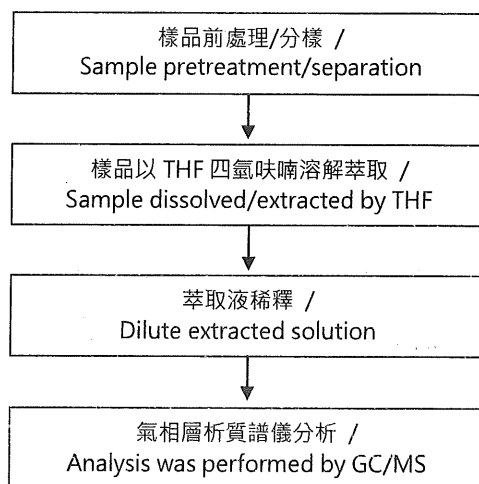 樣品前處理/分樣 /
Sample pretreatment/separation
樣品以 THF 四氫呋喃溶解萃取 /
Sample dissolved/extracted by THF
萃取液稀釋 /
Dilute extracted solution
氣相層析質譜儀分析 /
Analysis was performed by GC/MS